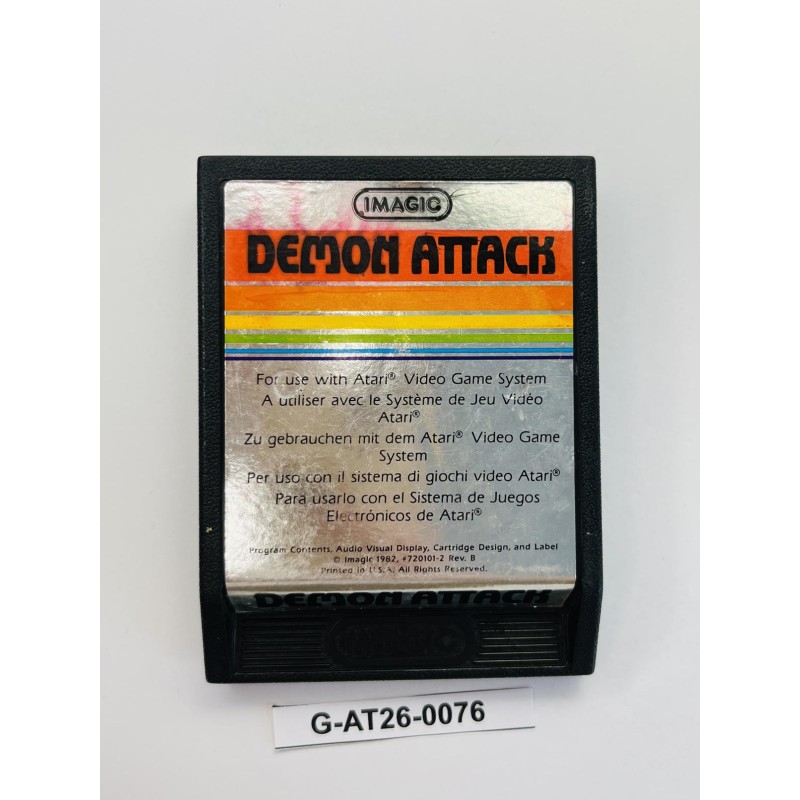 IMAGIC
DEMON ATTACK
For use with Atari® Video Game System
A utiliser avec le Système de Jeu Vidéo
Atari®
Zu gebrauchen mit dem Atari® Video Game
System
Per uso con il sistema di giochi video Atari®
Para usarlo con el Sistema de Juegos
Electrónicos de Atari®
Program Contents, Audio Visual Display, Cartridge Design, and Label
© Imagic 1982, #720101-2 Rev. B
Printed in U.S.A. All Rights Reserved.
DEMON ATTACK
G-AT26-0076